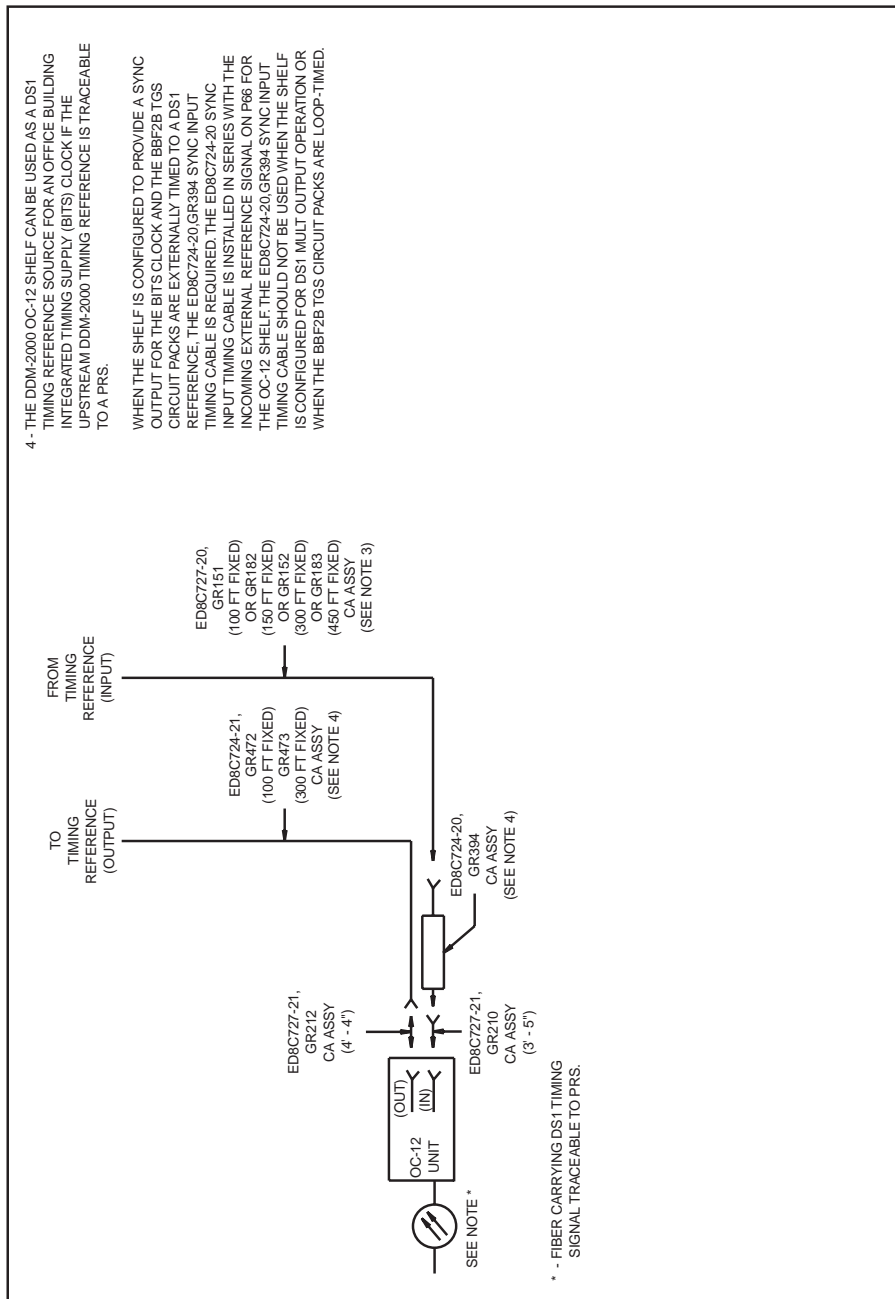 4 - THE DDM-2000 OC-12 SHELF CAN BE USED AS A DS1
TIMING REFERENCE SOURCE FOR AN OFFICE BUILDING
INTEGRATED TIMING SUPPLY (BITS) CLOCK IF THE
UPSTREAM DDM-2000 TIMING REFERENCE IS TRACEABLE
TO A PRS.
WHEN THE SHELF IS CONFIGURED TO PROVIDE A SYNC
OUTPUT FOR THE BITS CLOCK AND THE BBF2B TGS
CIRCUIT PACKS ARE EXTERNALLY TIMED TO A DS1
REFERENCE, THE ED8C724-20,GR394 SYNC INPUT
TIMING CABLE IS REQUIRED. THE ED8C724-20 SYNC
INPUT TIMING CABLE IS INSTALLED IN SERIES WITH THE
INCOMING EXTERNAL REFERENCE SIGNAL ON P66 FOR
THE OC-12 SHELF. THE ED8C724-20,GR394 SYNC INPUT
TIMING CABLE SHOULD NOT BE USED WHEN THE SHELF
IS CONFIGURED FOR DS1 MULT OUTPUT OPERATION OR
WHEN THE BBF2B TGS CIRCUIT PACKS ARE LOOP-TIMED.
TO
TIMING
REFERENCE
(OUTPUT)
FROM
TIMING
REFERENCE
(INPUT)
ED8C724-21,
GR472
(100 FT FIXED)
GR473
(300 FT FIXED)
CA ASSY
(SEE NOTE 4)
ED8C727-20,
GR151
(100 FT FIXED)
OR GR182
(150 FT FIXED)
OR GR152
(300 FT FIXED)
OR GR183
(450 FT FIXED)
CA ASSY
(SEE NOTE 3)
ED8C727-21,
GR212
CA ASSY
(4' - 4")
(OUT)
(IN)
OC-12
UNIT
SEE NOTE *
ED8C727-21,
GR210
CA ASSY
(3' - 5")
ED8C724-20,
GR394
CA ASSY
(SEE NOTE 4)
* - FIBER CARRYING DS1 TIMING
SIGNAL TRACEABLE TO PRS.